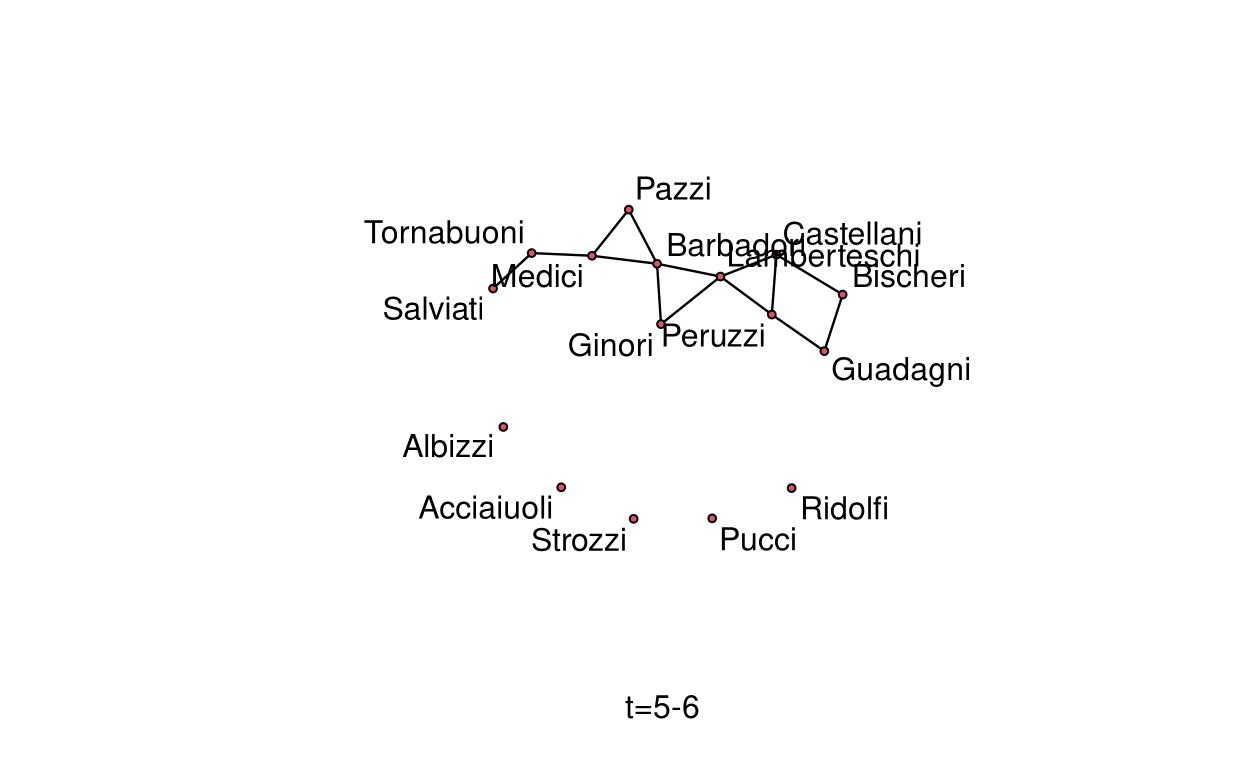 Pazzi
Tornabuoni
Castellani
Barbadori
Lamberteschi
Medici
Bischeri
Salviati
Peruzzi
Ginori
Guadagni
Albizzi
Acciaiuoli
Ridolfi
Strozzi
Pucci
t=5-6